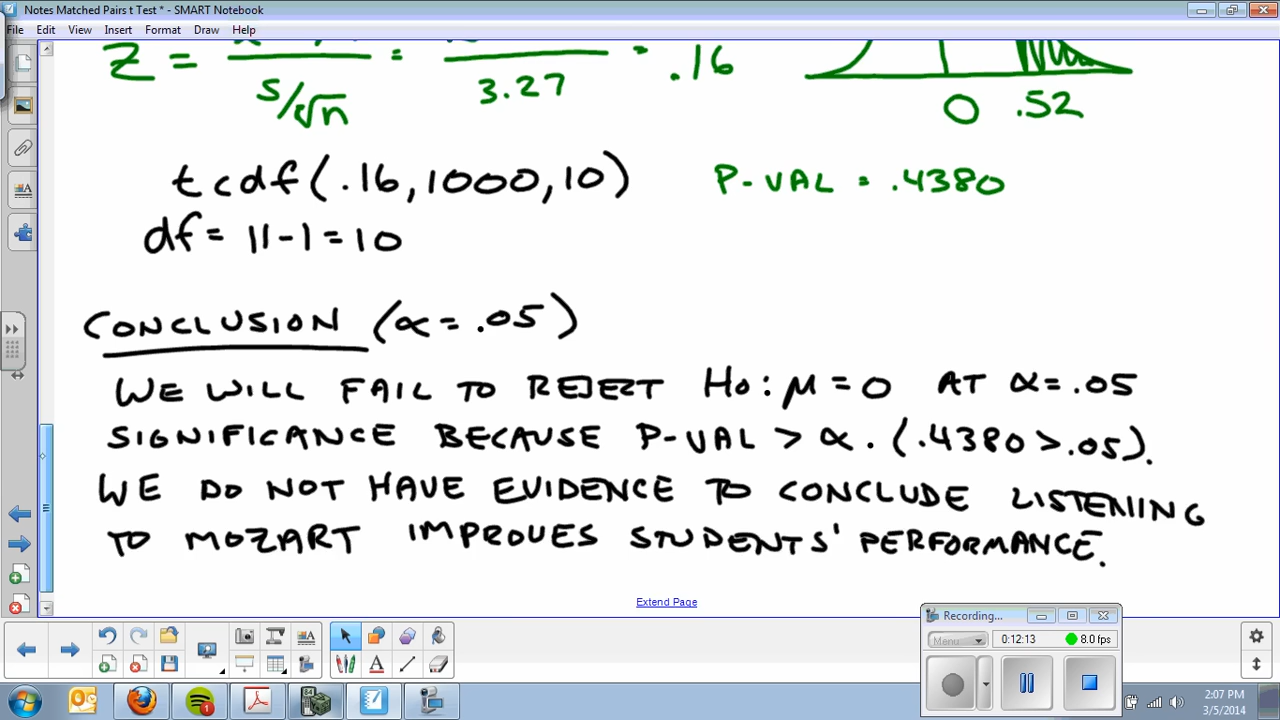 Notes Matched Pairs t Test * - SMART Notebook
File Edit View Insert Format Draw Help
Z = = = .16
s/√n
3.27
0 .52
tcdf(.16,1000,10) P-VAL = .4380
df = 11-1=10
CONCLUSION (α = .05)
WE WILL FAIL TO REJECT Ho: μ = 0 AT α = .05
SIGNIFICANCE BECAUSE P-VAL > α. (.4380 > .05).
WE DO NOT HAVE EVIDENCE TO CONCLUDE LISTENING
TO MOZART IMPROVES STUDENTS' PERFORMANCE.
Extend Page
Recording...
Menu 0:12:13 8.0 fps
2:07 PM
3/5/2014